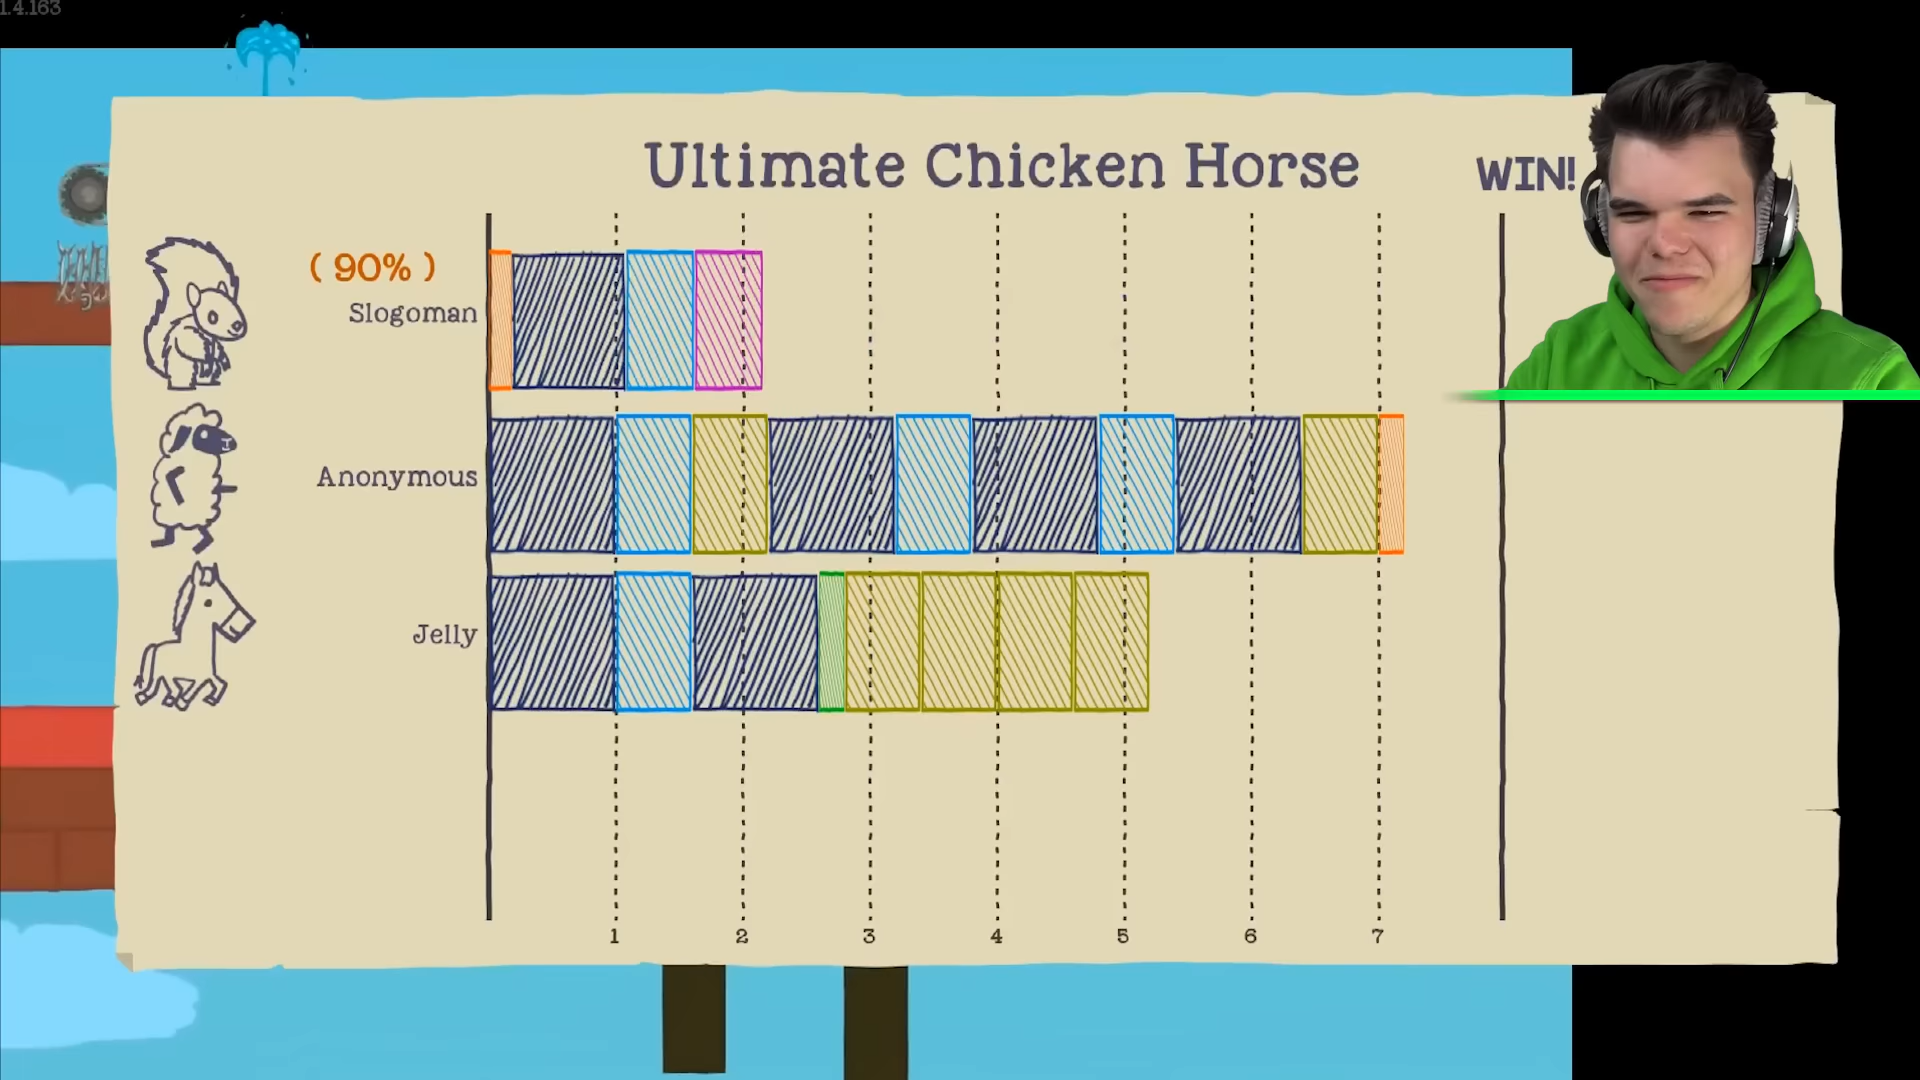 1.4.163
Ultimate Chicken Horse
WIN!
( 90% )
Slogoman
Anonymous
Jelly
1 2 3 4 5 6 7